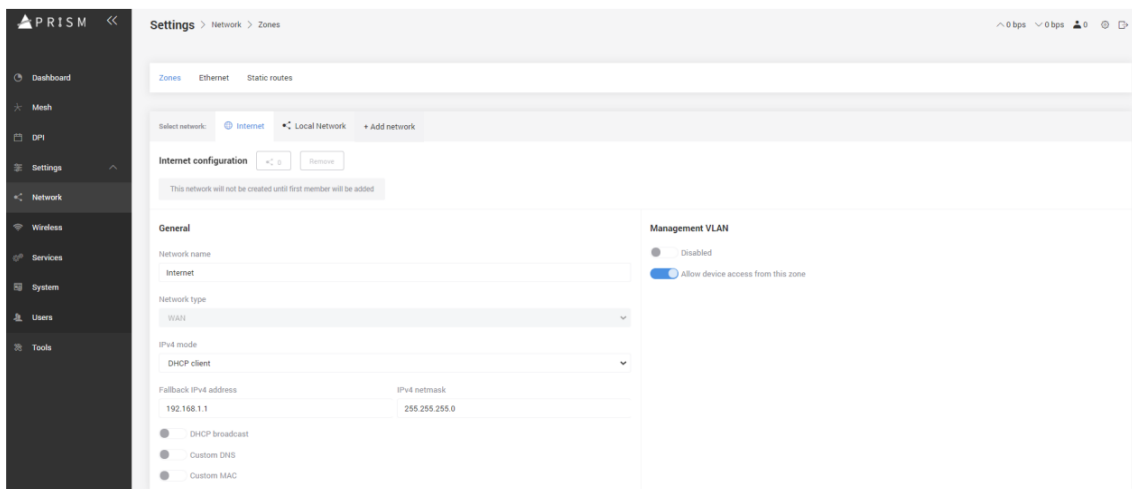 PRISM
Settings > Network > Zones
0 bps 0 bps 0
Dashboard
Mesh
DPI
Settings
Network
Wireless
Services
System
Users
Tools
Zones Ethernet Static routes
Select network: Internet Local Network + Add network
Internet configuration 0 Remove
This network will not be created until first member will be added
General
Network name
Internet
Network type
WAN
IPv4 mode
DHCP client
Fallback IPv4 address IPv4 netmask
192.168.1.1 255.255.255.0
DHCP broadcast
Custom DNS
Custom MAC
Management VLAN
Disabled
Allow device access from this zone